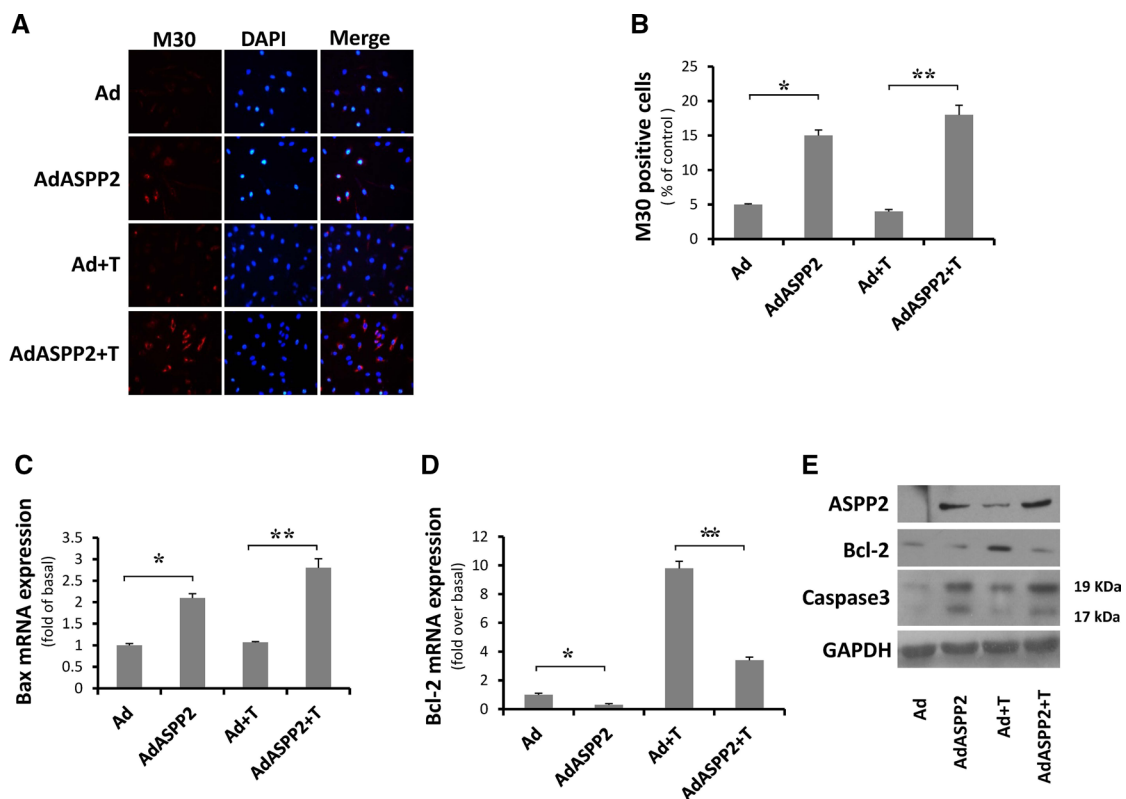 A
M30 DAPI Merge
Ad
AdASPP2
Ad+T
AdASPP2+T
B
M30 positive cells
( % of control )
25
20
15
10
5
0
*
**
Ad
AdASPP2
Ad+T
AdASPP2+T
C
Bax mRNA expression
(fold of basal)
3.5
3
2.5
2
1.5
1
0.5
0
*
**
Ad
AdASPP2
Ad+T
AdASPP2+T
D
Bcl-2 mRNA expression
(fold over basal)
12
10
8
6
4
2
0
*
**
Ad
AdASPP2
Ad+T
AdASPP2+T
E
ASPP2
Bcl-2
Caspase3
19 KDa
17 kDa
GAPDH
Ad
AdASPP2
Ad+T
AdASPP2+T